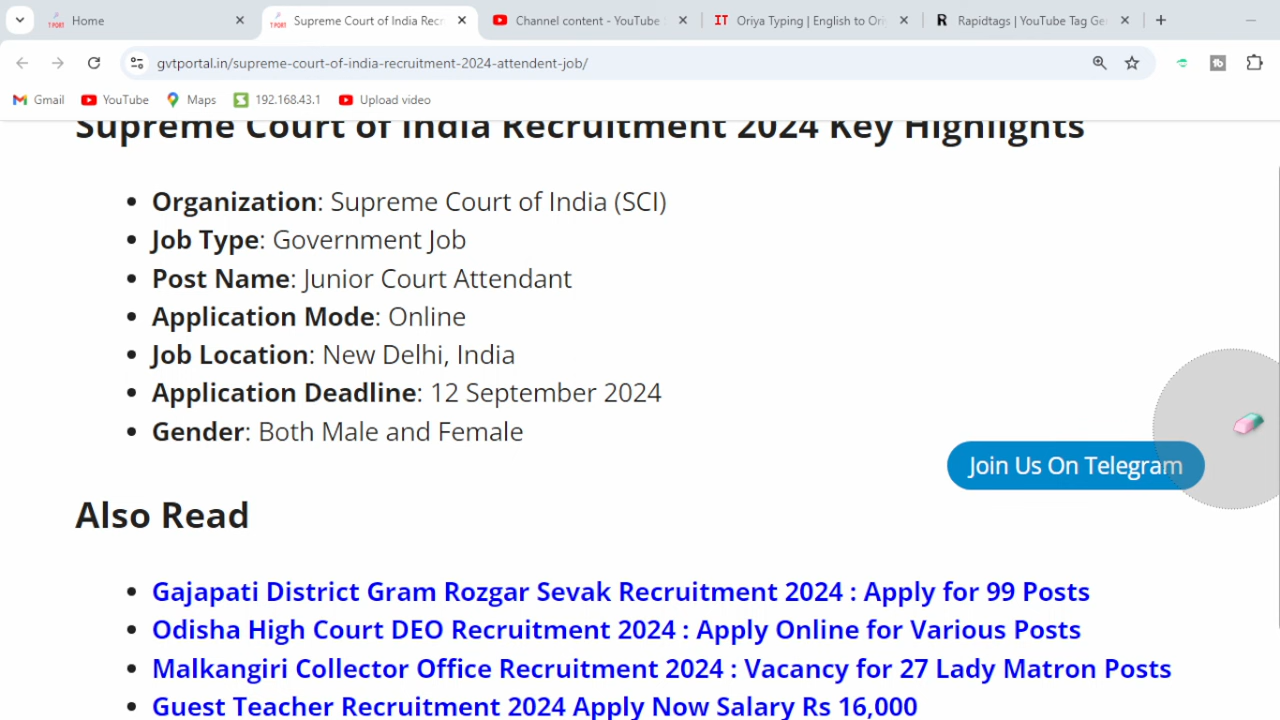 Home
Supreme Court of India Recr
Channel content - YouTube
Oriya Typing | English to Ori
R Rapidtags | YouTube Tag Ge
gvtportal.in/supreme-court-of-india-recruitment-2024-attendent-job/
Gmail YouTube Maps 192.168.43.1 Upload video
Supreme Court of India Recruitment 2024 Key Highlights
Organization: Supreme Court of India (SCI)
Job Type: Government Job
Post Name: Junior Court Attendant
Application Mode: Online
Job Location: New Delhi, India
Application Deadline: 12 September 2024
Gender: Both Male and Female
Join Us On Telegram
Also Read
Gajapati District Gram Rozgar Sevak Recruitment 2024 : Apply for 99 Posts
Odisha High Court DEO Recruitment 2024 : Apply Online for Various Posts
Malkangiri Collector Office Recruitment 2024 : Vacancy for 27 Lady Matron Posts
Guest Teacher Recruitment 2024 Apply Now Salary Rs 16,000